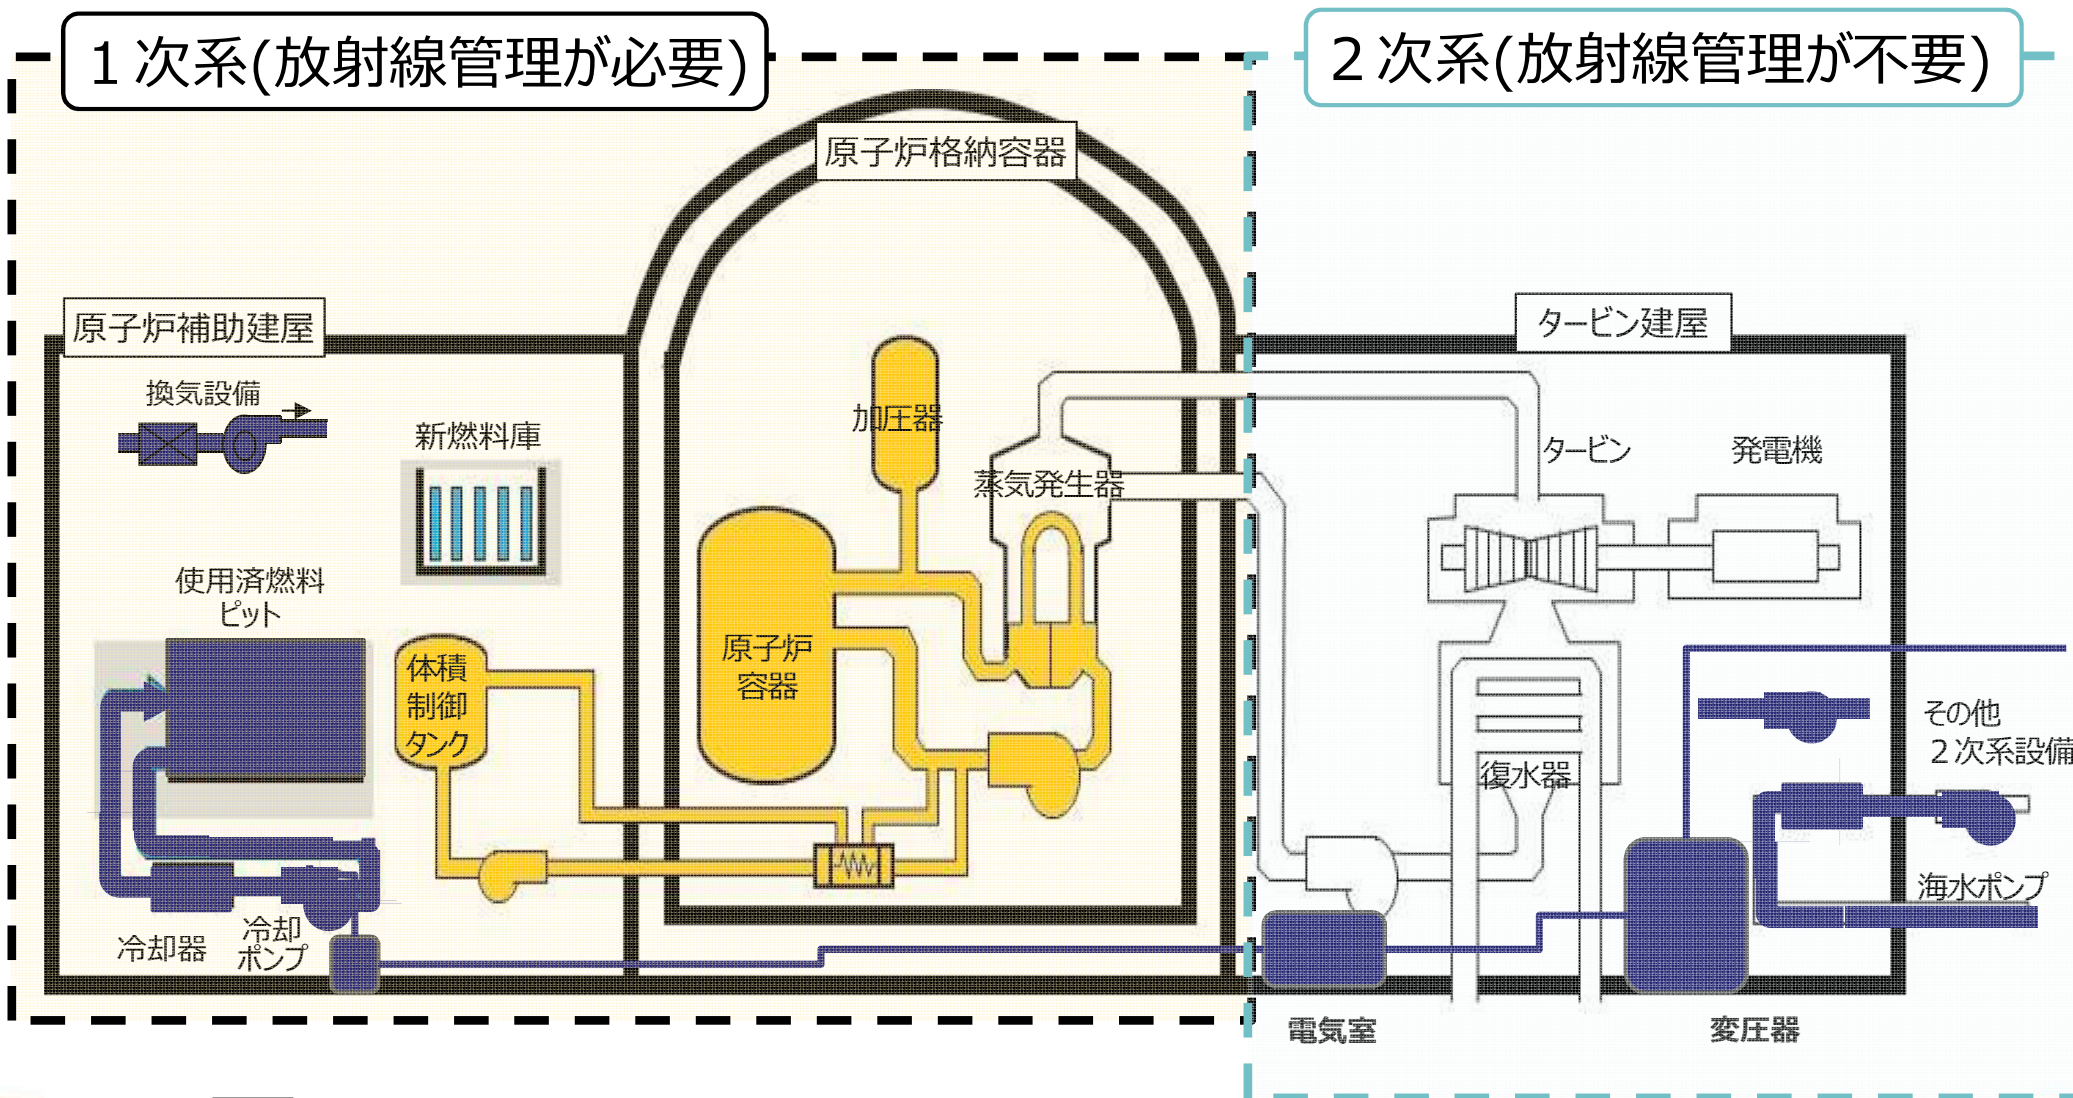 １次系(放射線管理が必要)
２次系(放射線管理が不要)
原子炉格納容器
原子炉補助建屋
タービン建屋
換気設備
新燃料庫
加圧器
蒸気発生器
タービン
発電機
使用済燃料
ピット
原子炉
容器
体積
制御
タンク
その他
２次系設備
復水器
海水ポンプ
冷却器
冷却
ポンプ
電気室
変圧器